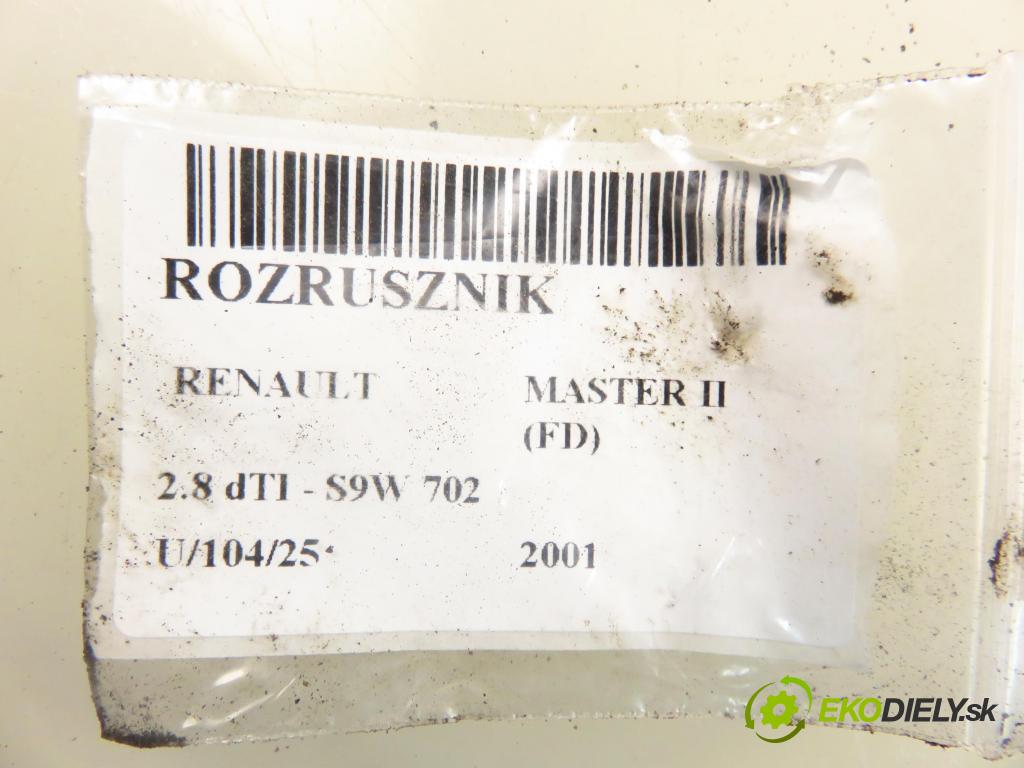 ROZRUSZNIK
RENAULT MASTER II
(FD)
2.8 dTI - S9W 702
U/104/25 2001
EKODIELY.sk